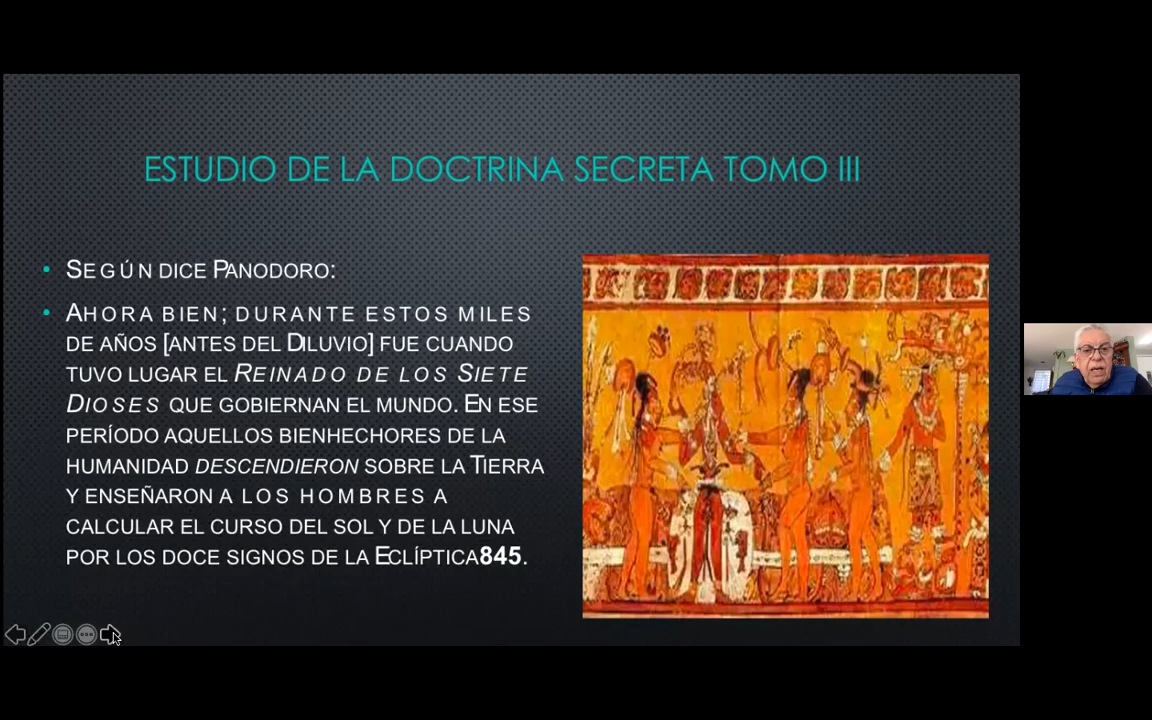 ESTUDIO DE LA DOCTRINA SECRETA TOMO III
• SEGÚN DICE PANODORO:
• AHORA BIEN; DURANTE ESTOS MILES
DE AÑOS [ANTES DEL DILUVIO] FUE CUANDO
TUVO LUGAR EL REINADO DE LOS SIETE
DIOSES QUE GOBIERNAN EL MUNDO. EN ESE
PERÍODO AQUELLOS BIENHECHORES DE LA
HUMANIDAD DESCENDIERON SOBRE LA TIERRA
Y ENSEÑARON A LOS HOMBRES A
CALCULAR EL CURSO DEL SOL Y DE LA LUNA
POR LOS DOCE SIGNOS DE LA ECLÍPTICA845.